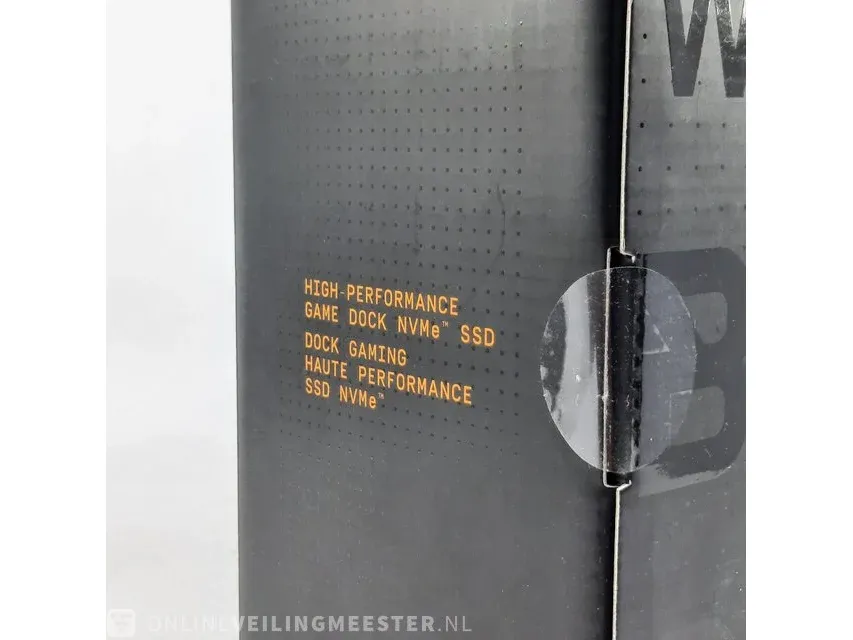 W
HIGH-PERFORMANCE
GAME DOCK NVMe™ SSD
DOCK GAMING
HAUTE PERFORMANCE
SSD NVMe™
B
ONLINEVEILINGMEESTER.NL